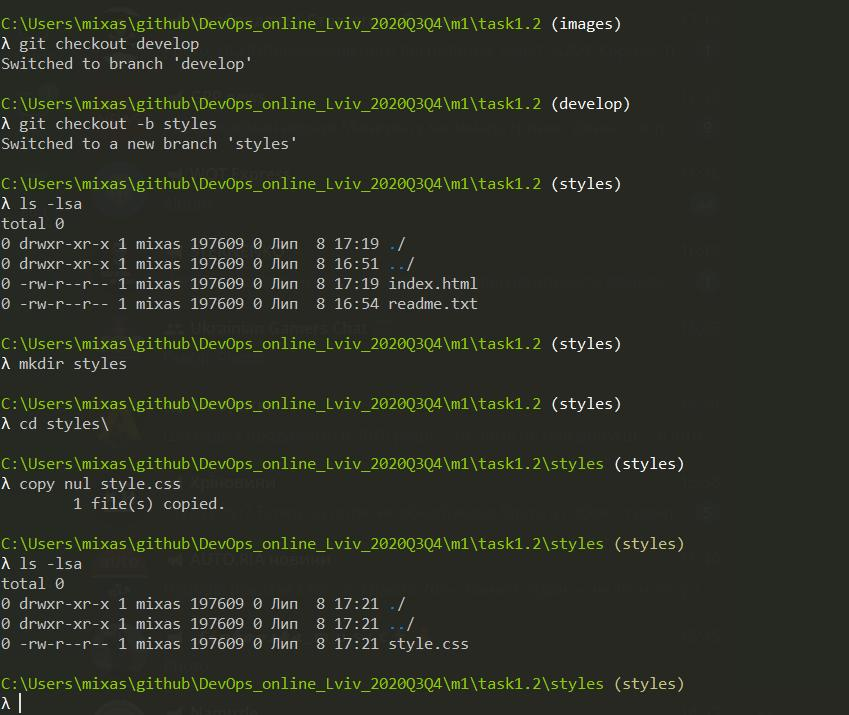 C:\Users\mixas\github\DevOps_online_Lviv_2020Q3Q4\m1\task1.2 (images)
λ git checkout develop
Switched to branch 'develop'
C:\Users\mixas\github\DevOps_online_Lviv_2020Q3Q4\m1\task1.2 (develop)
λ git checkout -b styles
Switched to a new branch 'styles'
C:\Users\mixas\github\DevOps_online_Lviv_2020Q3Q4\m1\task1.2 (styles)
λ ls -lsa
total 0
0 drwxr-xr-x 1 mixas 197609 0 Лип  8 17:19 ./
0 drwxr-xr-x 1 mixas 197609 0 Лип  8 16:51 ../
0 -rw-r--r-- 1 mixas 197609 0 Лип  8 17:19 index.html
0 -rw-r--r-- 1 mixas 197609 0 Лип  8 16:54 readme.txt
Ukrainian Gamers Chat
C:\Users\mixas\github\DevOps_online_Lviv_2020Q3Q4\m1\task1.2 (styles)
λ mkdir styles
C:\Users\mixas\github\DevOps_online_Lviv_2020Q3Q4\m1\task1.2 (styles)
λ cd styles\
C:\Users\mixas\github\DevOps_online_Lviv_2020Q3Q4\m1\task1.2\styles (styles)
λ copy nul style.css
        1 file(s) copied.
C:\Users\mixas\github\DevOps_online_Lviv_2020Q3Q4\m1\task1.2\styles (styles)
AUTO.RIA новини
λ ls -lsa
total 0
0 drwxr-xr-x 1 mixas 197609 0 Лип  8 17:21 ./
0 drwxr-xr-x 1 mixas 197609 0 Лип  8 17:21 ../
0 -rw-r--r-- 1 mixas 197609 0 Лип  8 17:21 style.css
C:\Users\mixas\github\DevOps_online_Lviv_2020Q3Q4\m1\task1.2\styles (styles)
λ